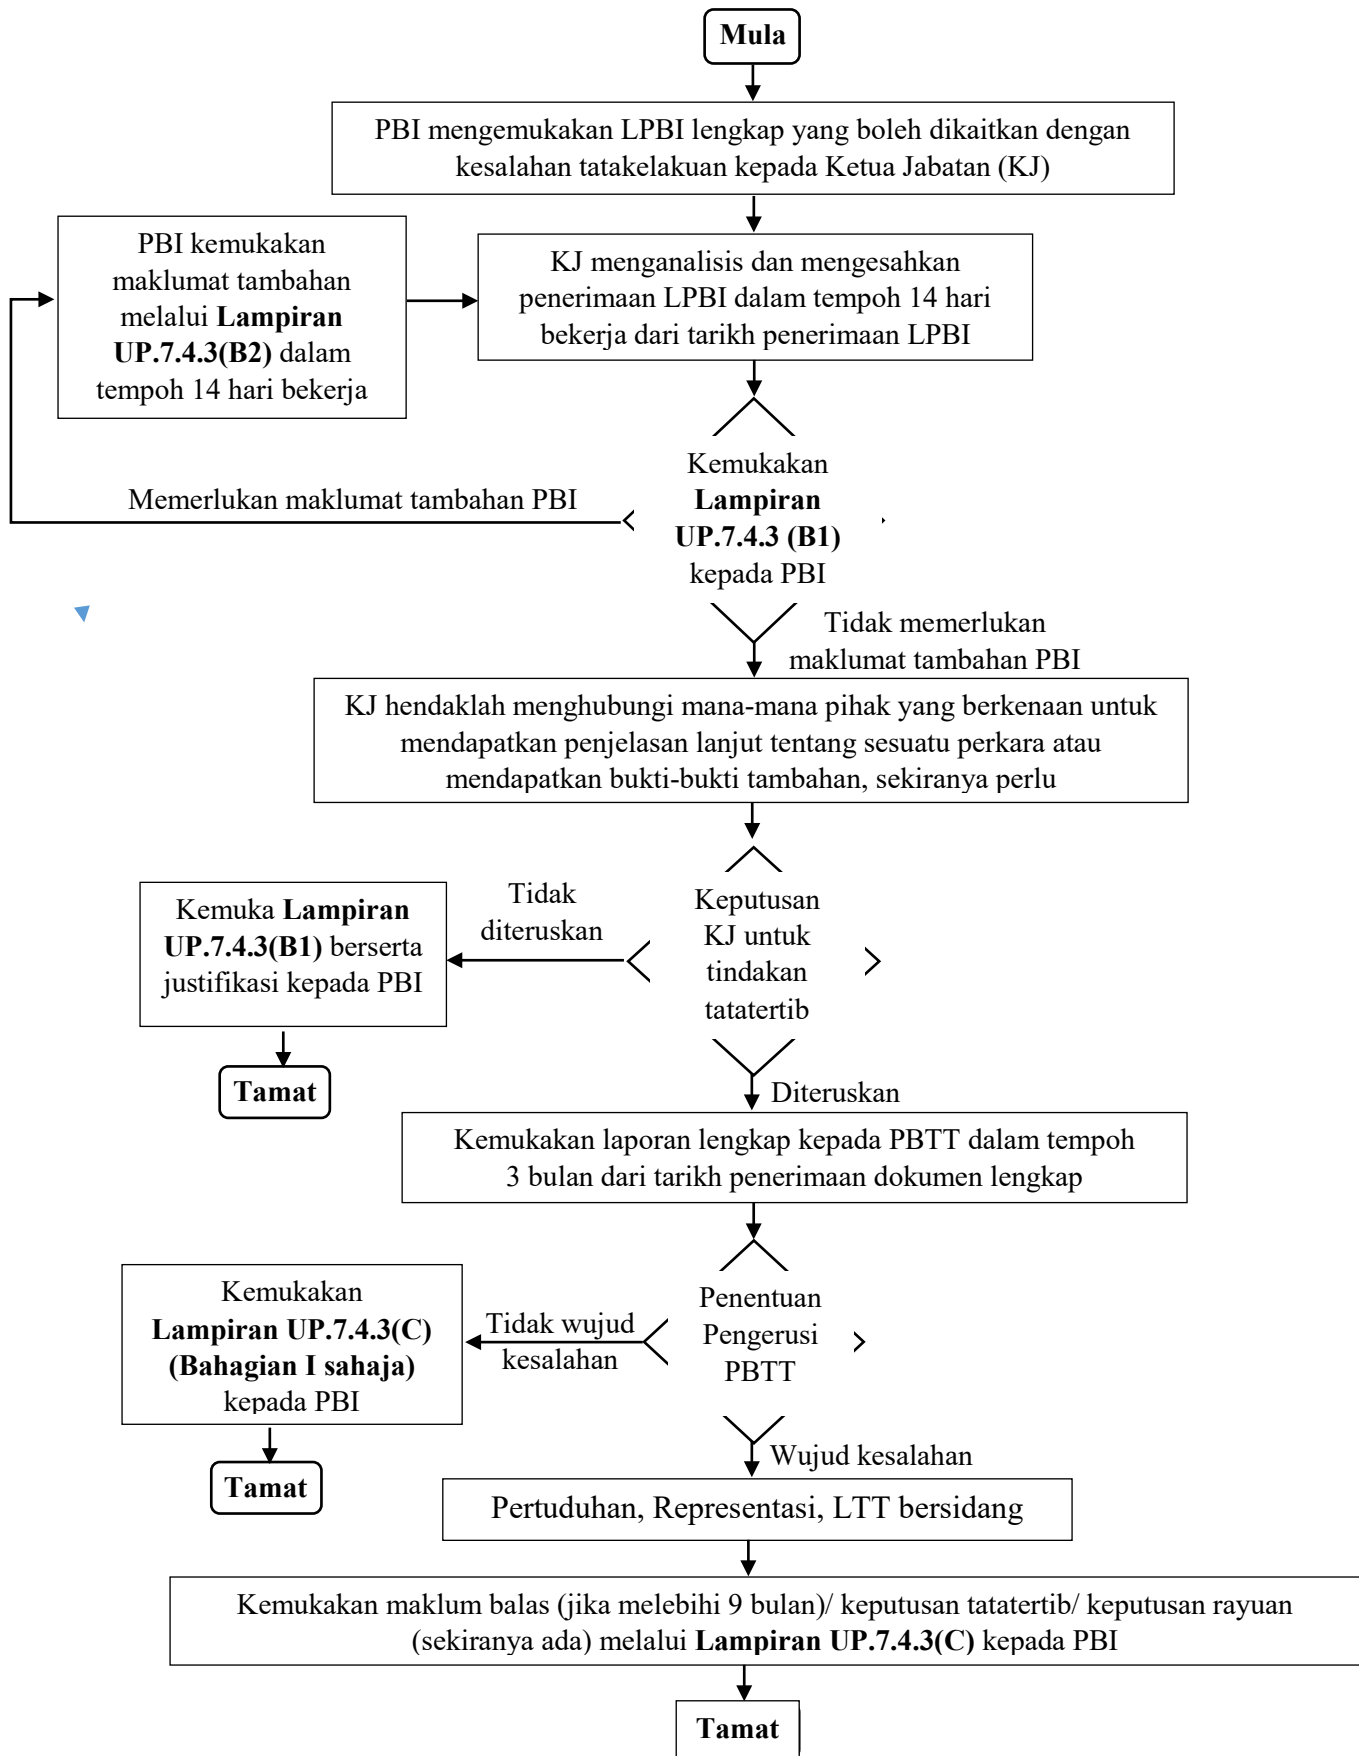 Mula
PBI mengemukakan LPBI lengkap yang boleh dikaitkan dengan
kesalahan tatakelakuan kepada Ketua Jabatan (KJ)
PBI kemukakan
maklumat tambahan
melalui Lampiran
UP.7.4.3(B2) dalam
tempoh 14 hari bekerja
KJ menganalisis dan mengesahkan
penerimaan LPBI dalam tempoh 14 hari
bekerja dari tarikh penerimaan LPBI
Kemukakan
Lampiran
UP.7.4.3 (B1)
kepada PBI
Memerlukan maklumat tambahan PBI
Tidak memerlukan
maklumat tambahan PBI
KJ hendaklah menghubungi mana-mana pihak yang berkenaan untuk
mendapatkan penjelasan lanjut tentang sesuatu perkara atau
mendapatkan bukti-bukti tambahan, sekiranya perlu
Keputusan
KJ untuk
tindakan
tatatertib
Tidak
diteruskan
Kemuka Lampiran
UP.7.4.3(B1) berserta
justifikasi kepada PBI
Tamat
Diteruskan
Kemukakan laporan lengkap kepada PBTT dalam tempoh
3 bulan dari tarikh penerimaan dokumen lengkap
Penentuan
Pengerusi
PBTT
Tidak wujud
kesalahan
Kemukakan
Lampiran UP.7.4.3(C)
(Bahagian I sahaja)
kepada PBI
Tamat
Wujud kesalahan
Pertuduhan, Representasi, LTT bersidang
Kemukakan maklum balas (jika melebihi 9 bulan)/ keputusan tatatertib/ keputusan rayuan
(sekiranya ada) melalui Lampiran UP.7.4.3(C) kepada PBI
Tamat